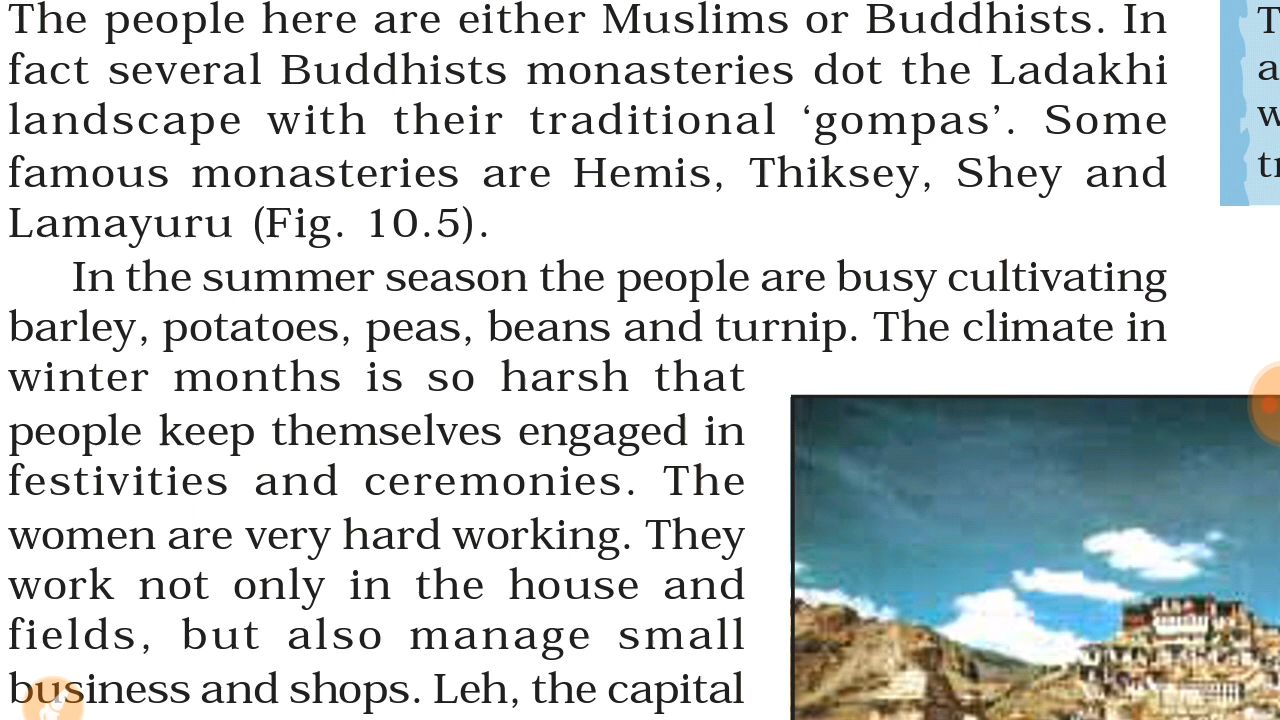 The people here are either Muslims or Buddhists. In
fact several Buddhists monasteries dot the Ladakhi
landscape with their traditional ‘gompas’. Some
famous monasteries are Hemis, Thiksey, Shey and
Lamayuru (Fig. 10.5).
In the summer season the people are busy cultivating
barley, potatoes, peas, beans and turnip. The climate in
winter months is so harsh that
people keep themselves engaged in
festivities and ceremonies. The
women are very hard working. They
work not only in the house and
fields, but also manage small
business and shops. Leh, the capital